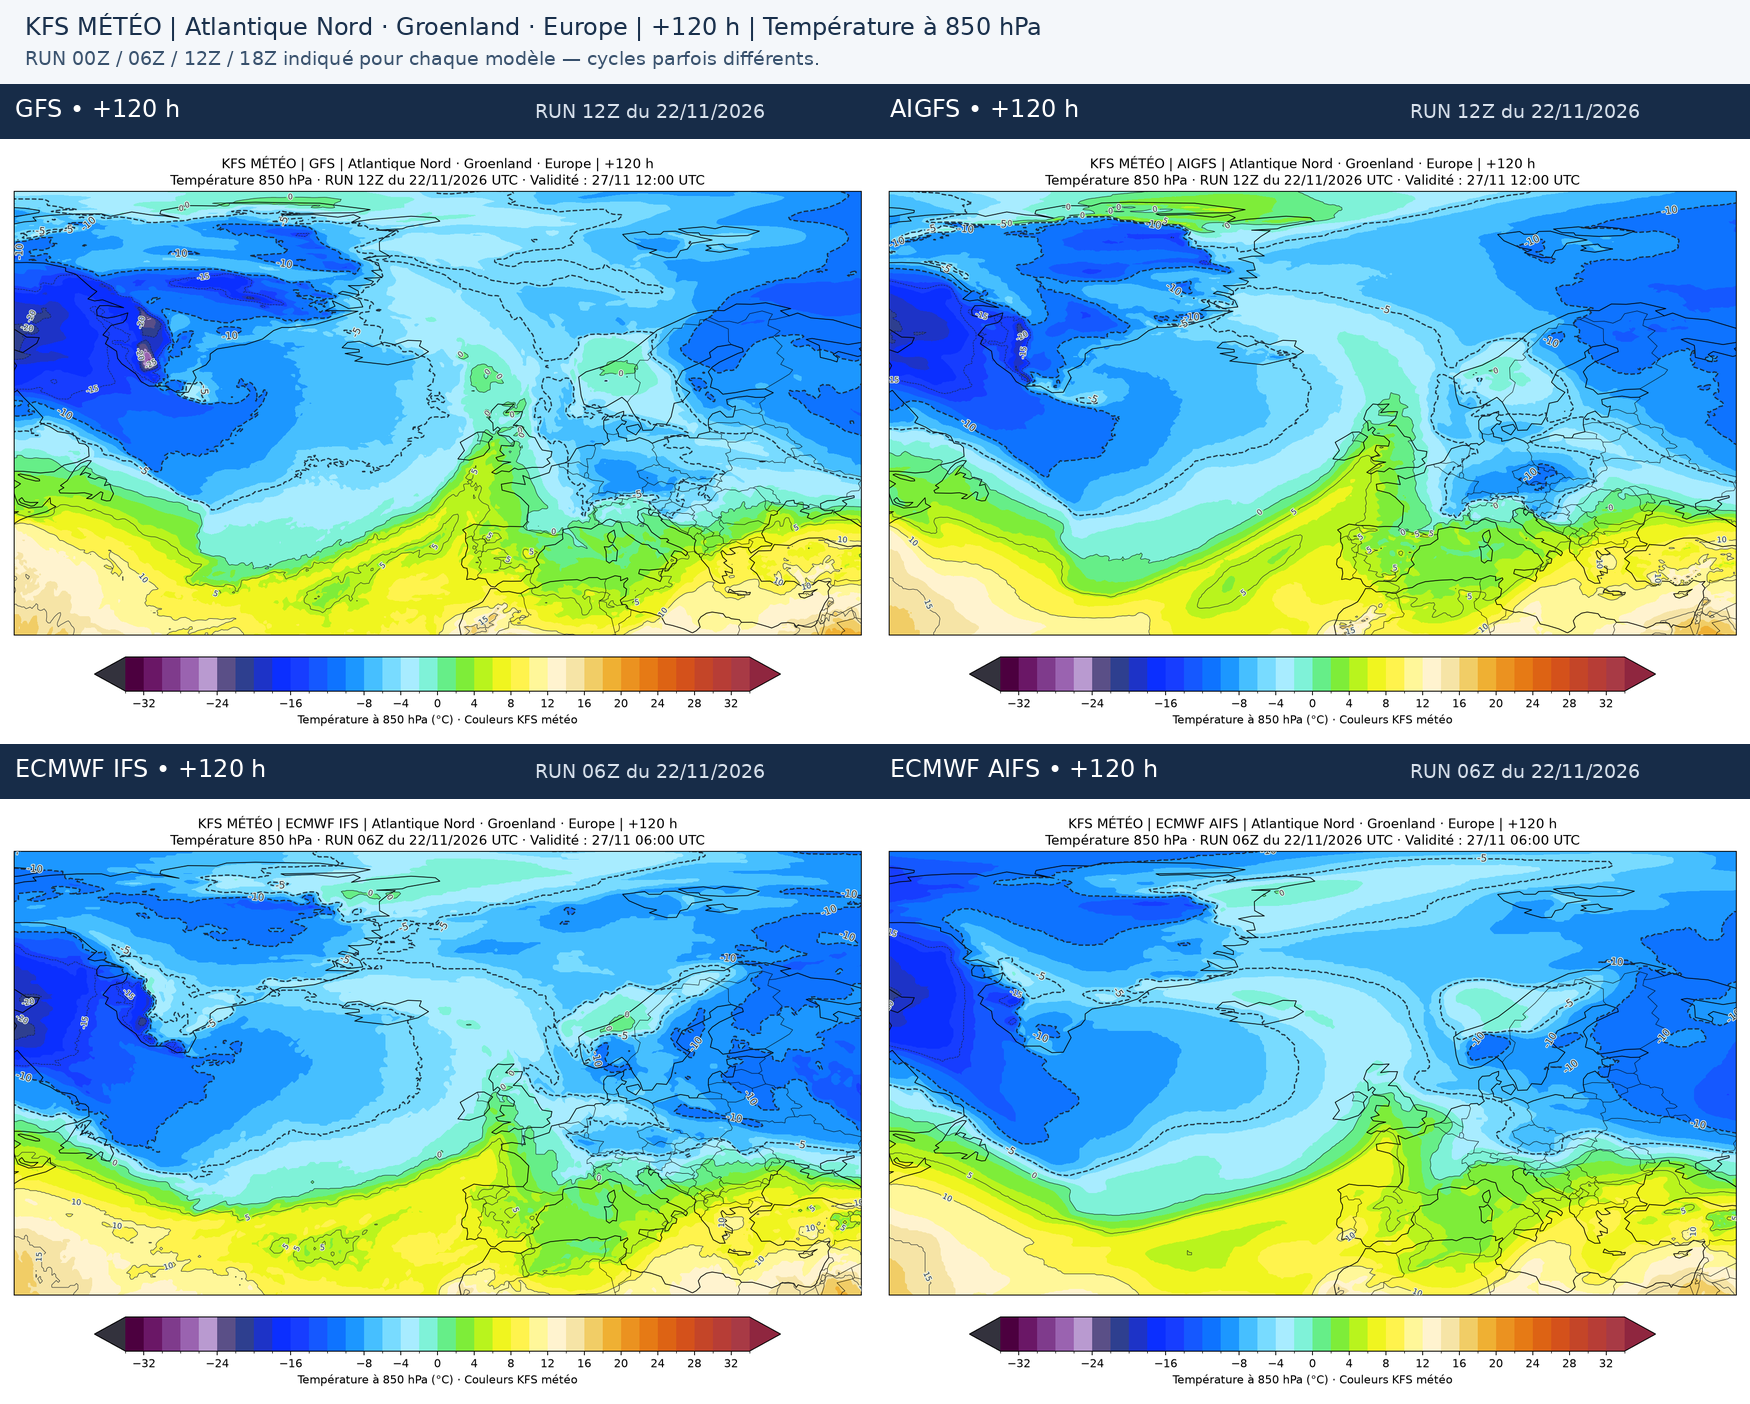 KFS MÉTÉO | Atlantique Nord · Groenland · Europe | +120 h | Température à 850 hPa
RUN 00Z / 06Z / 12Z / 18Z indiqué pour chaque modèle — cycles parfois différents.
GFS • +120 h
RUN 12Z du 22/11/2026
AIGFS • +120 h
RUN 12Z du 22/11/2026
KFS MÉTÉO | GFS | Atlantique Nord · Groenland · Europe | +120 h
Température 850 hPa · RUN 12Z du 22/11/2026 UTC · Validité : 27/11 12:00 UTC
KFS MÉTÉO | AIGFS | Atlantique Nord · Groenland · Europe | +120 h
Température 850 hPa · RUN 12Z du 22/11/2026 UTC · Validité : 27/11 12:00 UTC
−32 −24 −16 −8 −4 0 4 8 12 16 20 24 28 32
Température à 850 hPa (°C) · Couleurs KFS météo
−32 −24 −16 −8 −4 0 4 8 12 16 20 24 28 32
Température à 850 hPa (°C) · Couleurs KFS météo
ECMWF IFS • +120 h
RUN 06Z du 22/11/2026
ECMWF AIFS • +120 h
RUN 06Z du 22/11/2026
KFS MÉTÉO | ECMWF IFS | Atlantique Nord · Groenland · Europe | +120 h
Température 850 hPa · RUN 06Z du 22/11/2026 UTC · Validité : 27/11 06:00 UTC
KFS MÉTÉO | ECMWF AIFS | Atlantique Nord · Groenland · Europe | +120 h
Température 850 hPa · RUN 06Z du 22/11/2026 UTC · Validité : 27/11 06:00 UTC
−32 −24 −16 −8 −4 0 4 8 12 16 20 24 28 32
Température à 850 hPa (°C) · Couleurs KFS météo
−32 −24 −16 −8 −4 0 4 8 12 16 20 24 28 32
Température à 850 hPa (°C) · Couleurs KFS météo